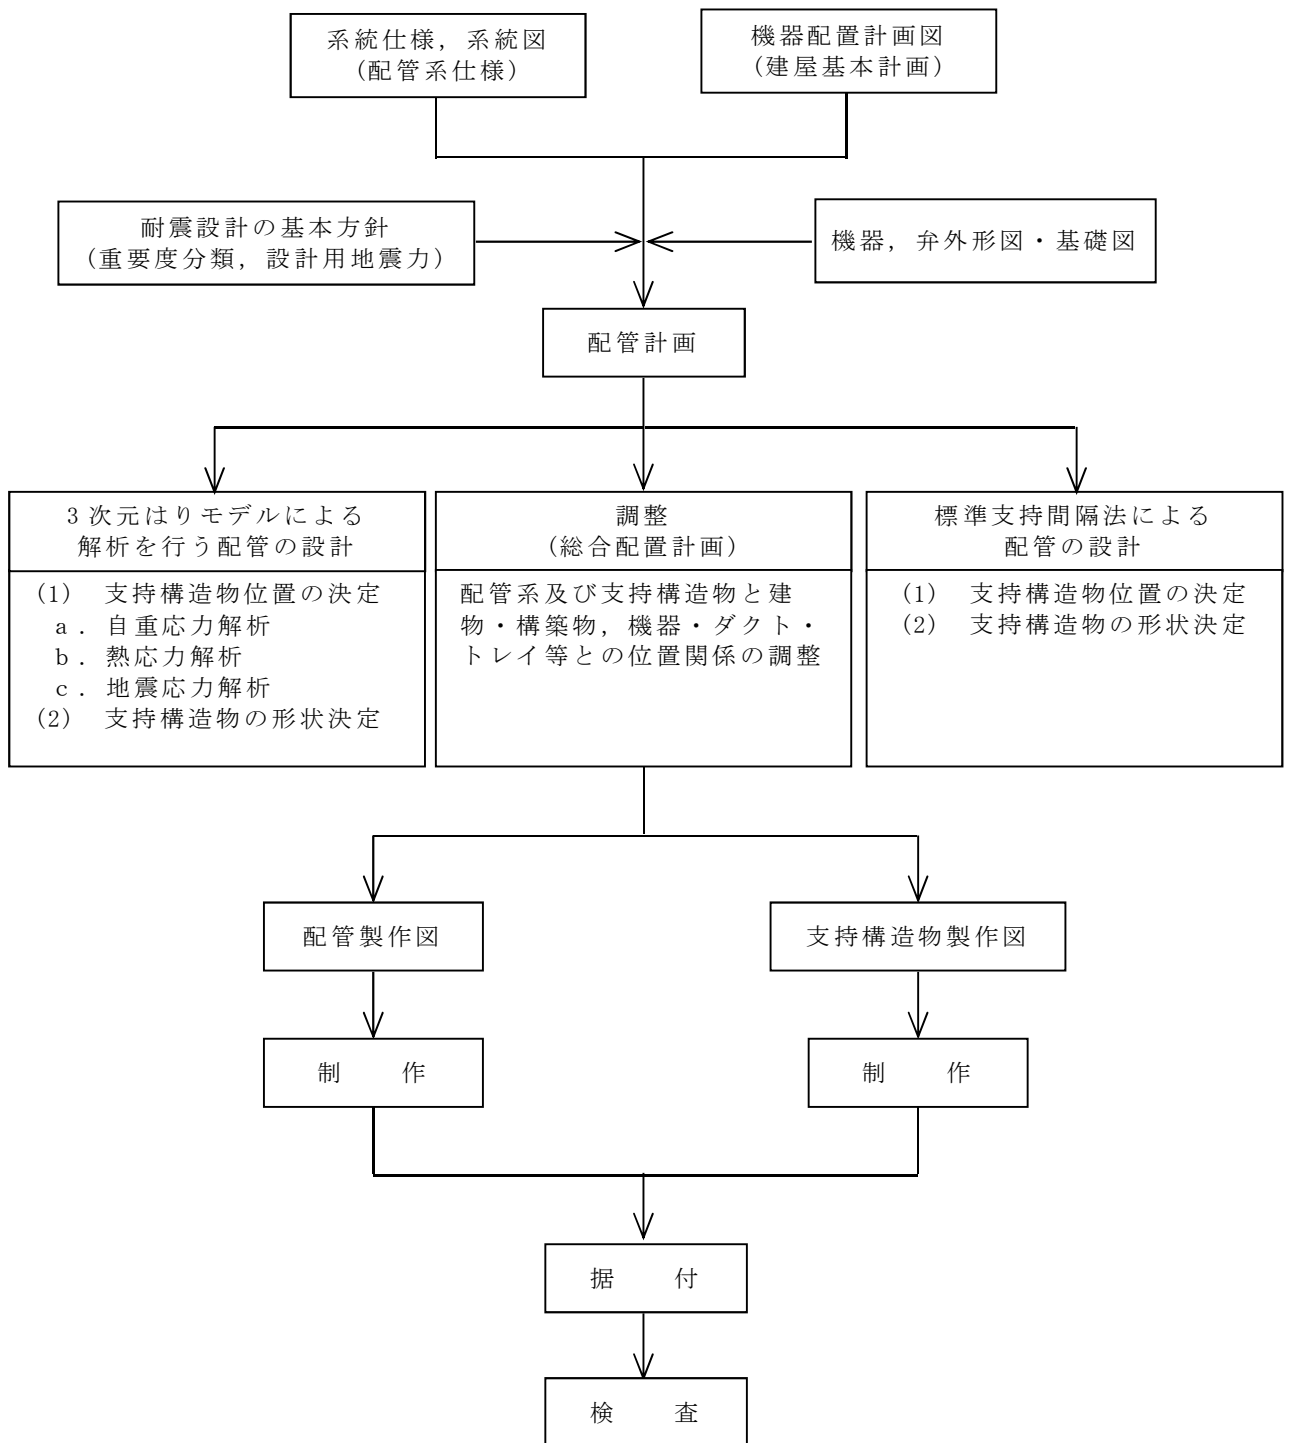 系統仕様，系統図
（配管系仕様）
機器配置計画図
（建屋基本計画）
耐震設計の基本方針
（重要度分類，設計用地震力）
機器，弁外形図・基礎図
配管計画
3次元はりモデルによる
解析を行う配管の設計
(1)　支持構造物位置の決定
a．自重応力解析
b．熱応力解析
c．地震応力解析
(2)　支持構造物の形状決定
調整
（総合配置計画）
配管系及び支持構造物と建
物・構築物，機器・ダクト・
トレイ等との位置関係の調整
標準支持間隔法による
配管の設計
(1)　支持構造物位置の決定
(2)　支持構造物の形状決定
配管製作図
支持構造物製作図
制　　作
制　　作
据　　付
検　　査